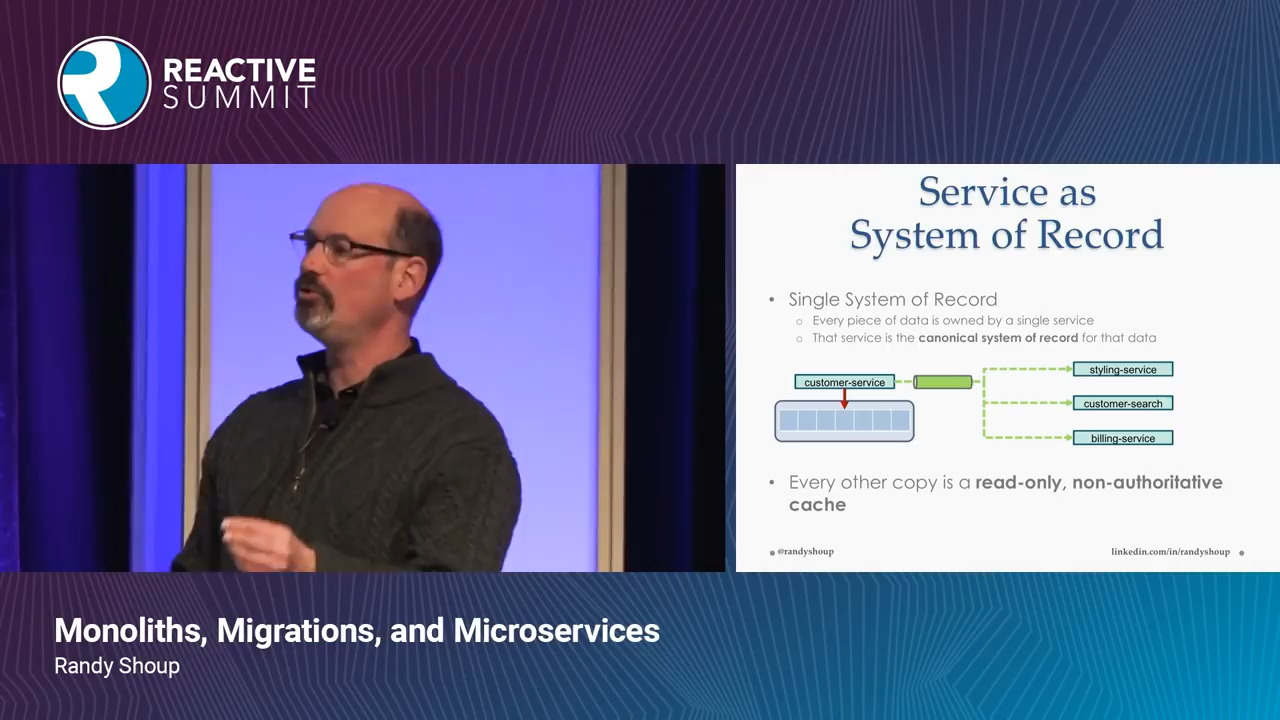 REACTIVE
SUMMIT
Service as
System of Record
• Single System of Record
○ Every piece of data is owned by a single service
○ That service is the canonical system of record for that data
customer-service
styling-service
customer-search
billing-service
• Every other copy is a read-only, non-authoritative
cache
@randyshoup
linkedin.com/in/randyshoup
Monoliths, Migrations, and Microservices
Randy Shoup